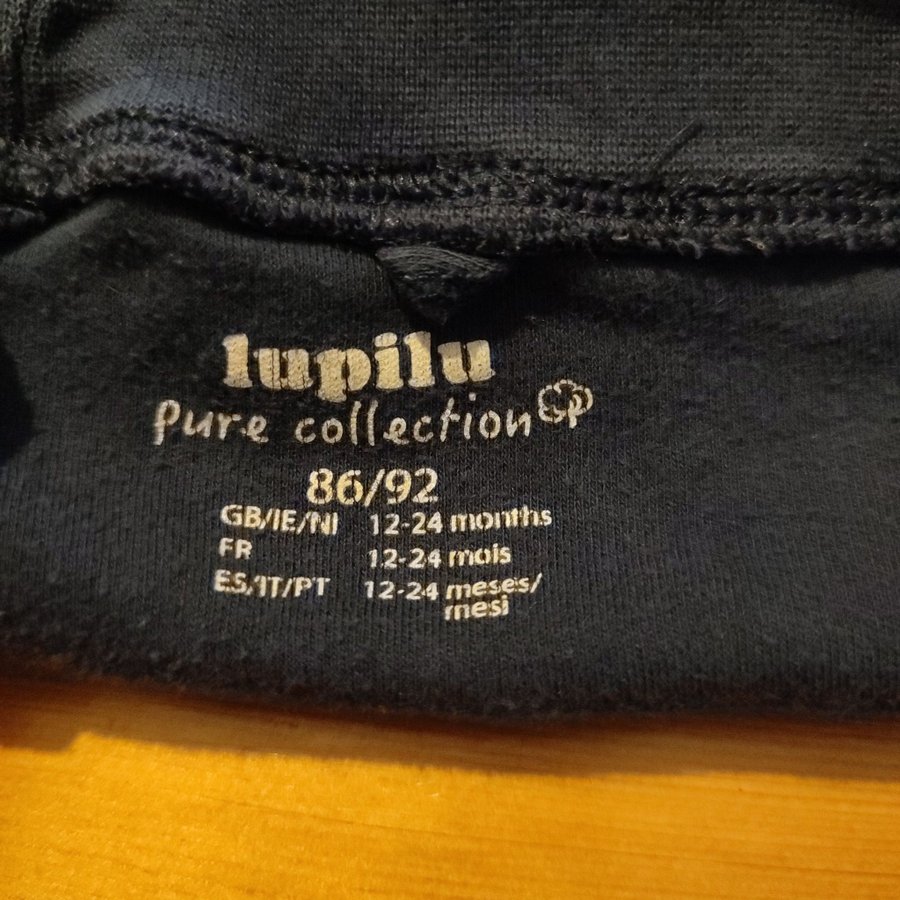 lupilu
pure collection
86/92
GB/IE/NI 12-24 months
FR 12-24 mois
ES/IT/PT 12-24 meses/
mesi